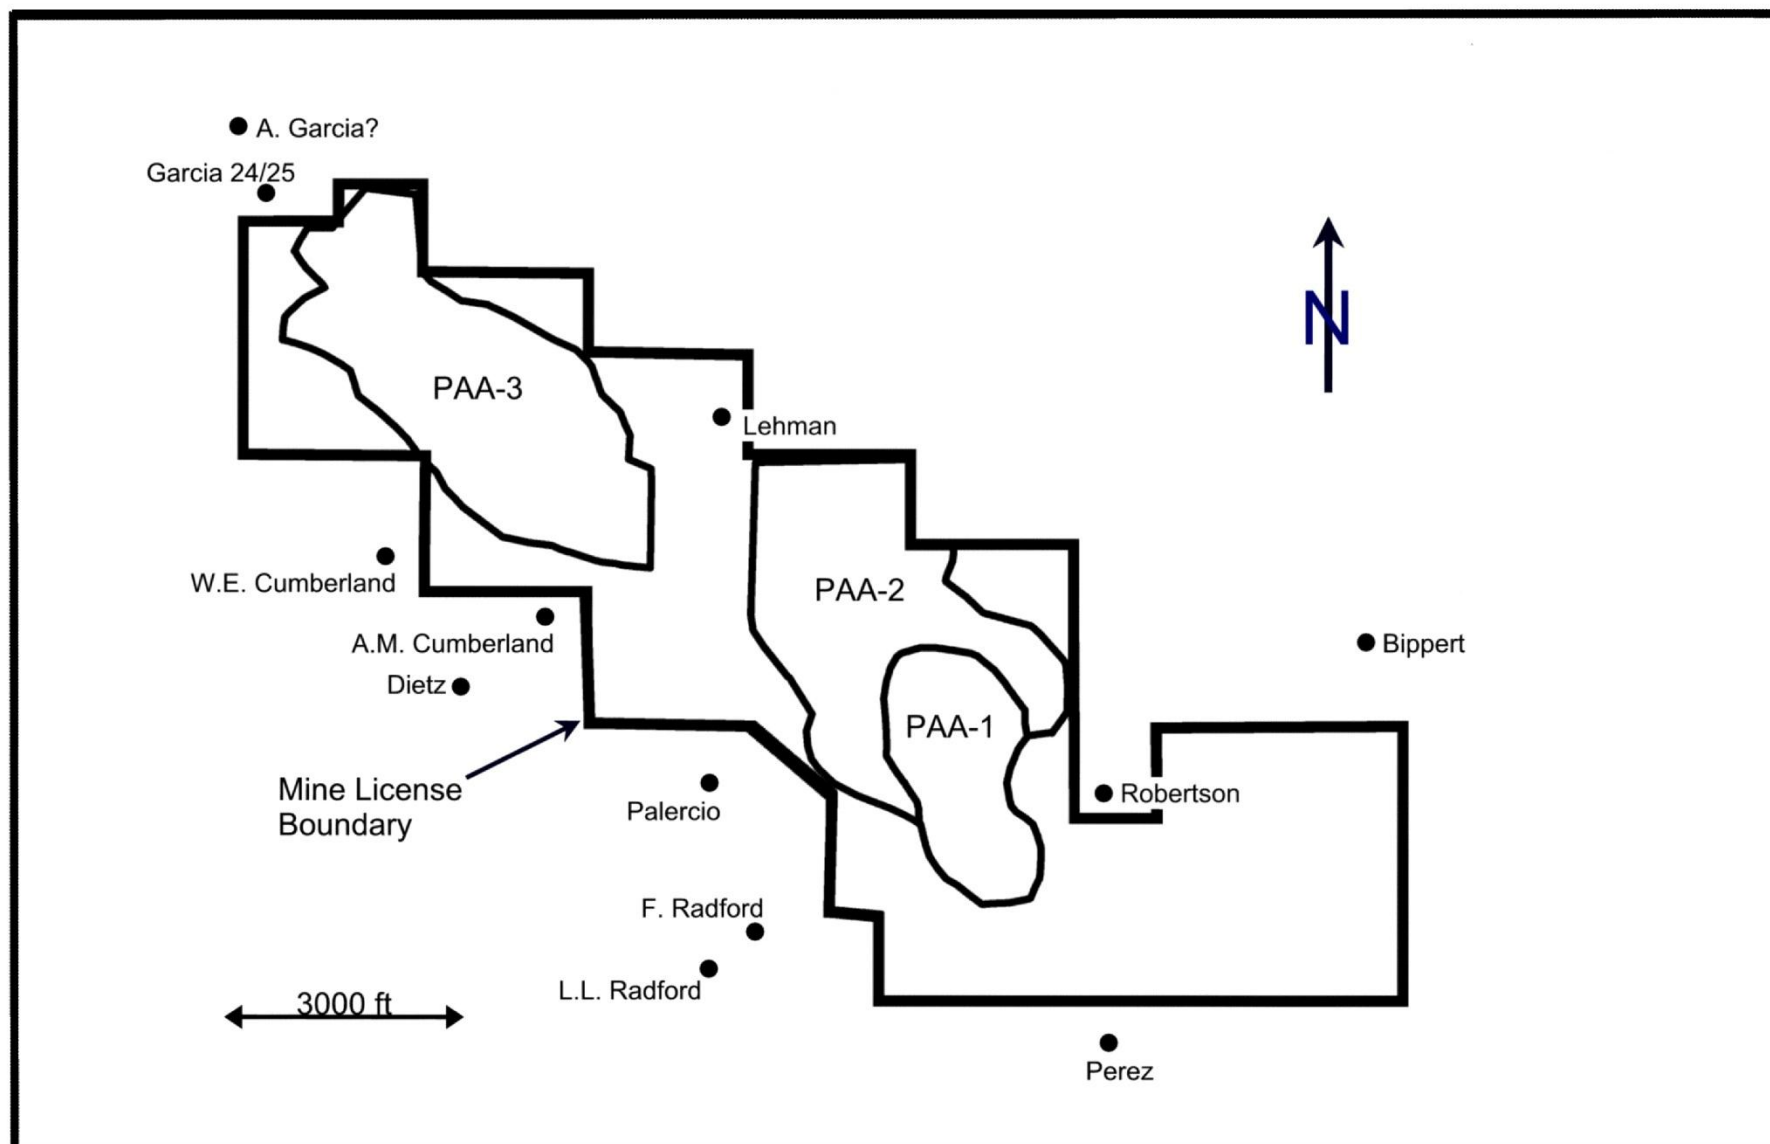 A. Garcia?
Garcia 24/25
N
PAA-3
Lehman
W.E. Cumberland
PAA-2
A.M. Cumberland
Bippert
Dietz
PAA-1
Mine License
Boundary
Palercio
Robertson
F. Radford
L.L. Radford
3000 ft
Perez